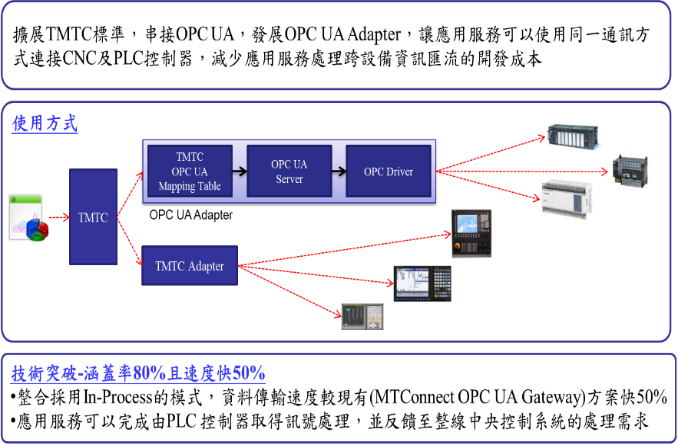 擴展TMTC標準，串接OPC UA，發展OPC UA Adapter，讓應用服務可以使用同一通訊方
式連接CNC及PLC控制器，減少應用服務處理跨設備資訊匯流的開發成本
使用方式
TMTC
OPC UA
Mapping Table
OPC UA
Server
OPC Driver
OPC UA Adapter
TMTC
TMTC Adapter
技術突破-涵蓋率80%且速度快50%
•整合採用In-Process的模式，資料傳輸速度較現有(MTConnect OPC UA Gateway)方案快50%
•應用服務可以完成由PLC 控制器取得訊號處理，並反饋至整線中央控制系統的處理需求